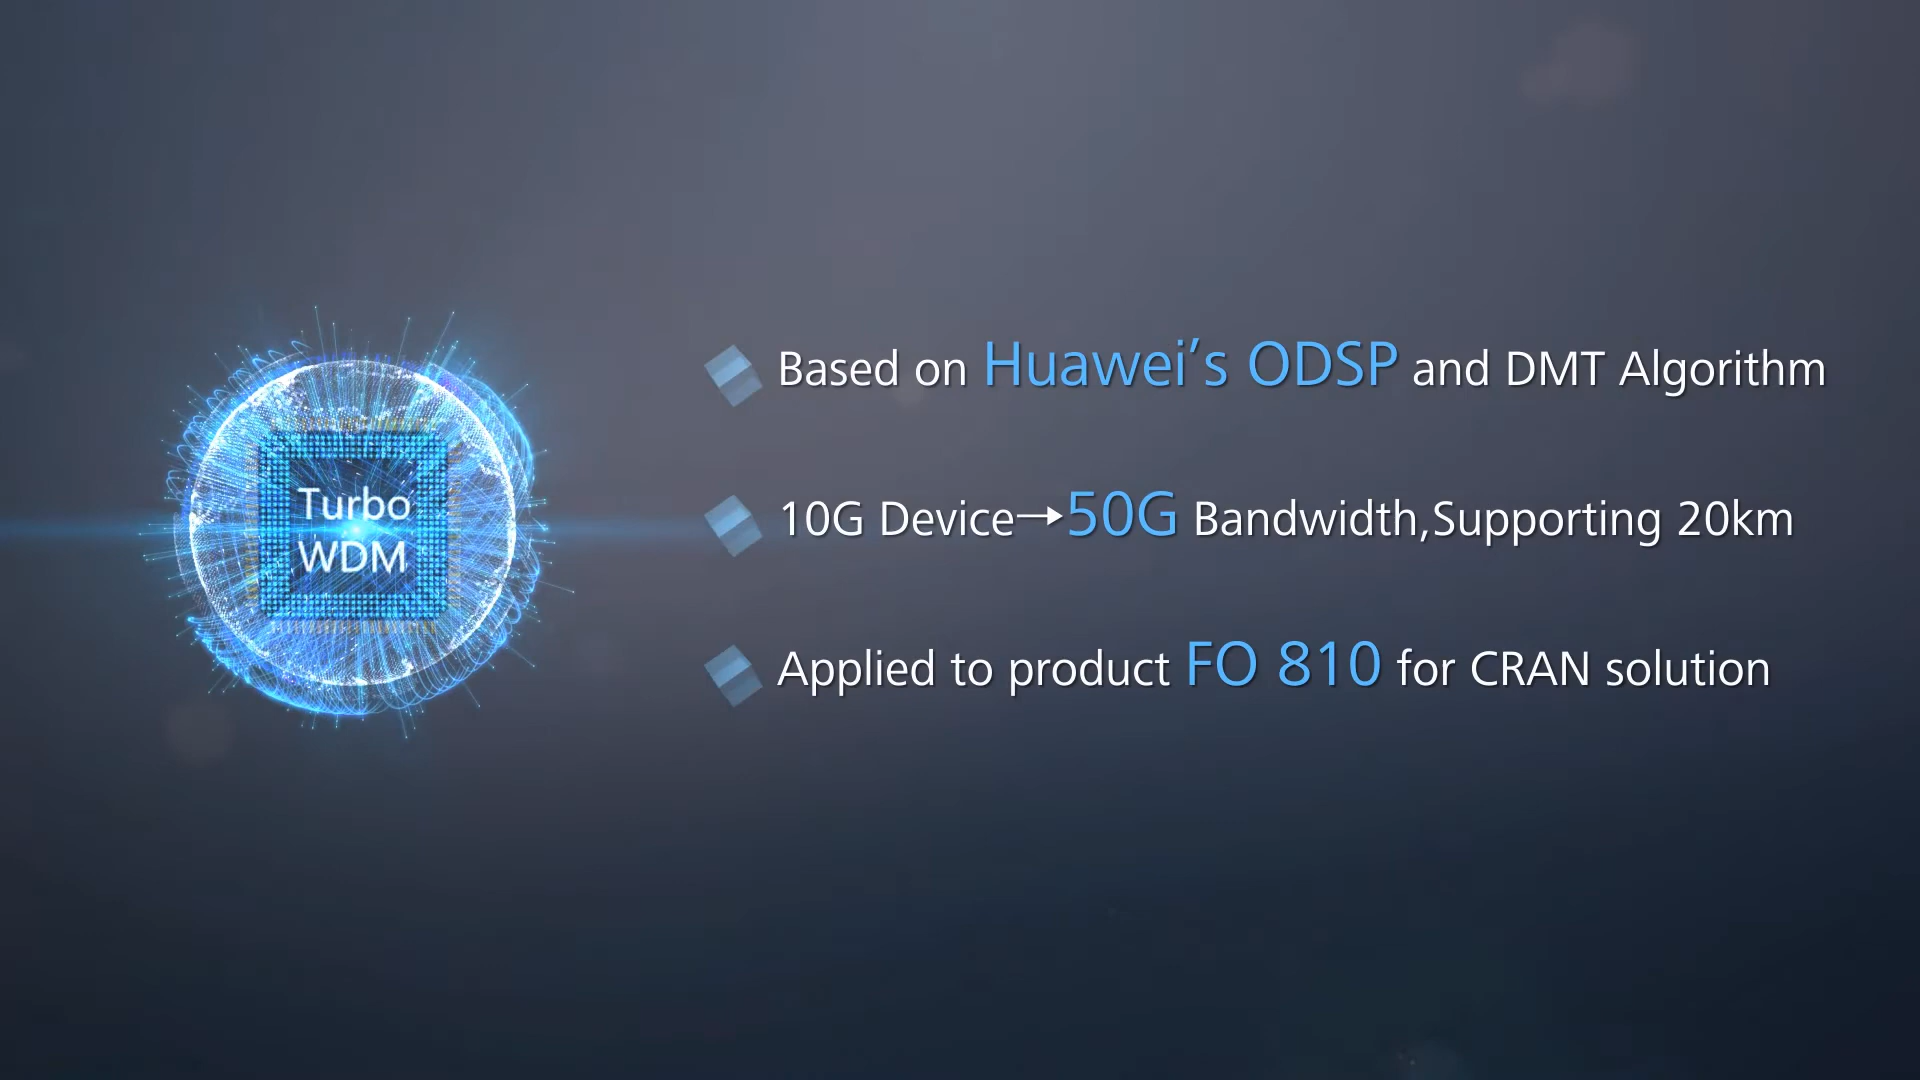 Turbo
WDM
Based on Huawei’s ODSP and DMT Algorithm
10G Device→50G Bandwidth,Supporting 20km
Applied to product FO 810 for CRAN solution